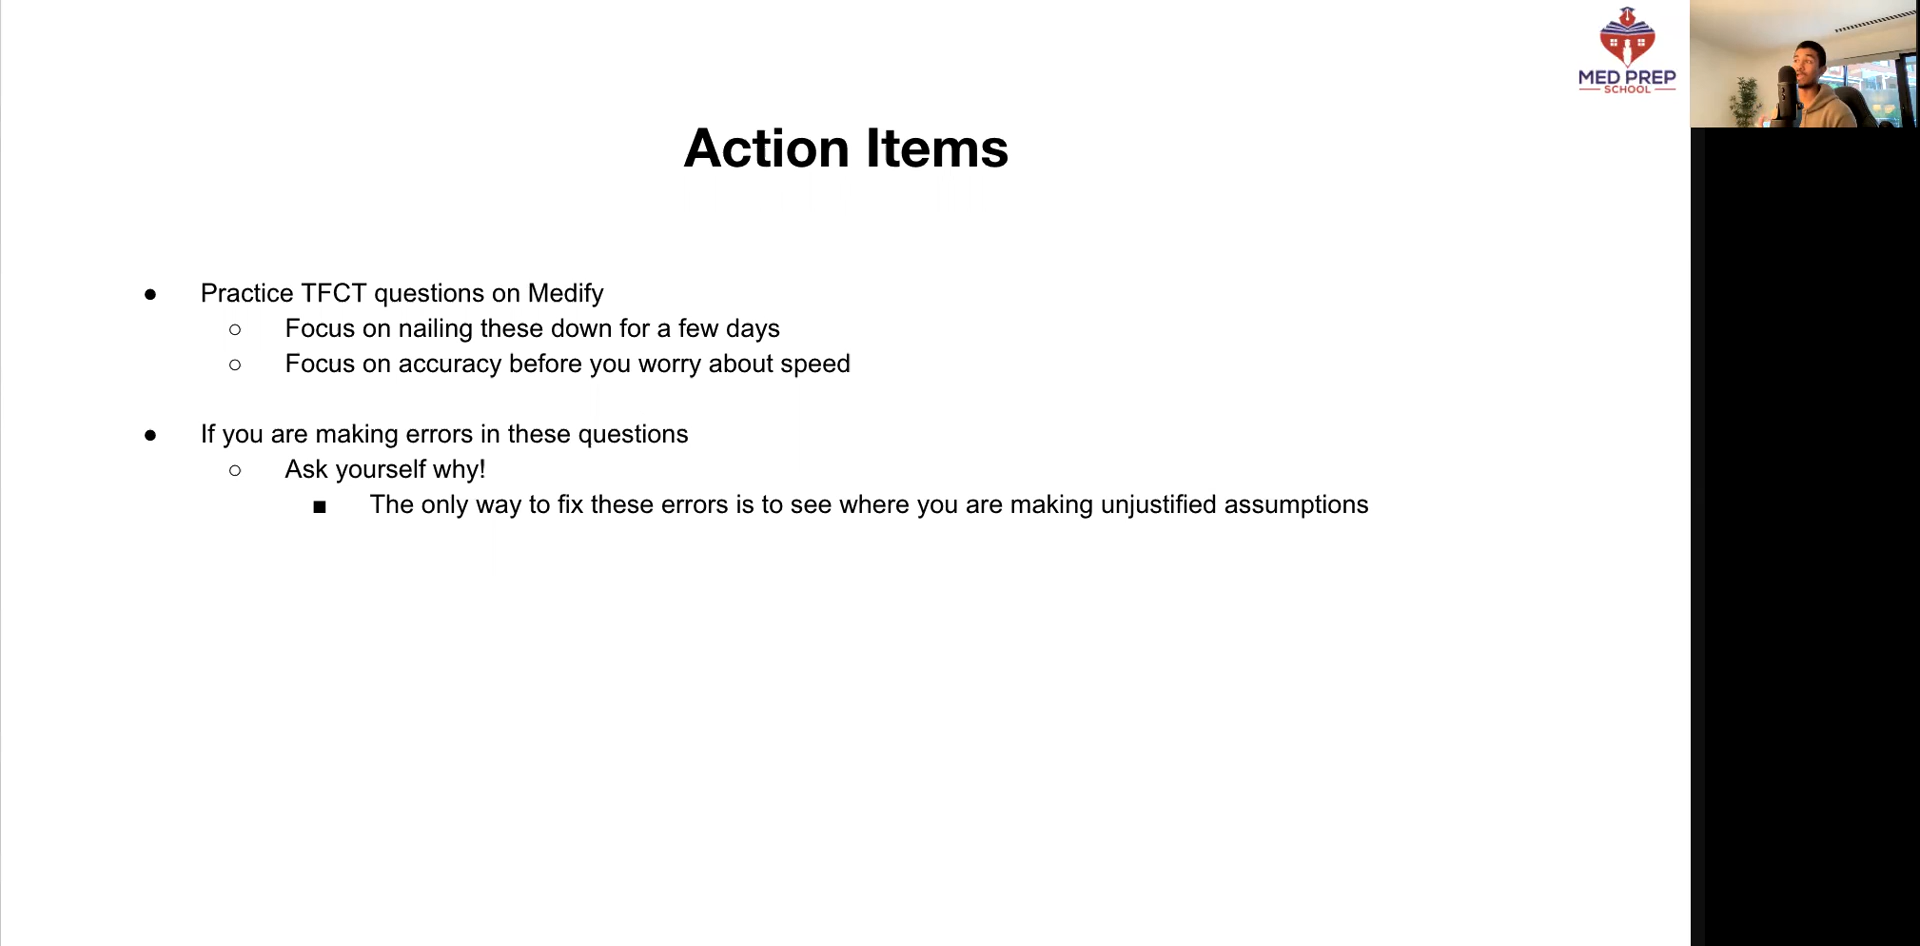 MED PREP
SCHOOL
Action Items
● Practice TFCT questions on Medify
○ Focus on nailing these down for a few days
○ Focus on accuracy before you worry about speed
● If you are making errors in these questions
○ Ask yourself why!
■ The only way to fix these errors is to see where you are making unjustified assumptions